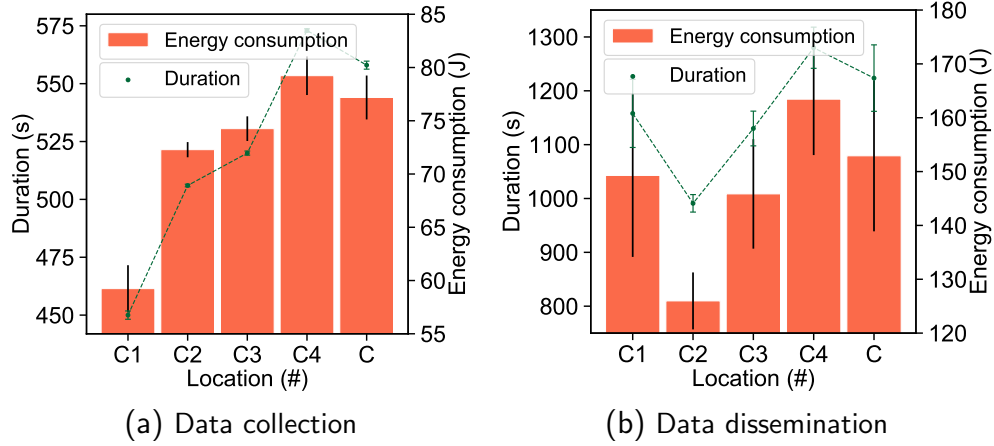 Energy consumption
Duration
Duration (s)
575
550
525
500
475
450
85
80
75
70
65
60
55
Energy consumption (J)
C1 C2 C3 C4 C
Location (#)
(a) Data collection
Energy consumption
Duration
Duration (s)
1300
1200
1100
1000
900
800
180
170
160
150
140
130
120
Energy consumption (J)
C1 C2 C3 C4 C
Location (#)
(b) Data dissemination